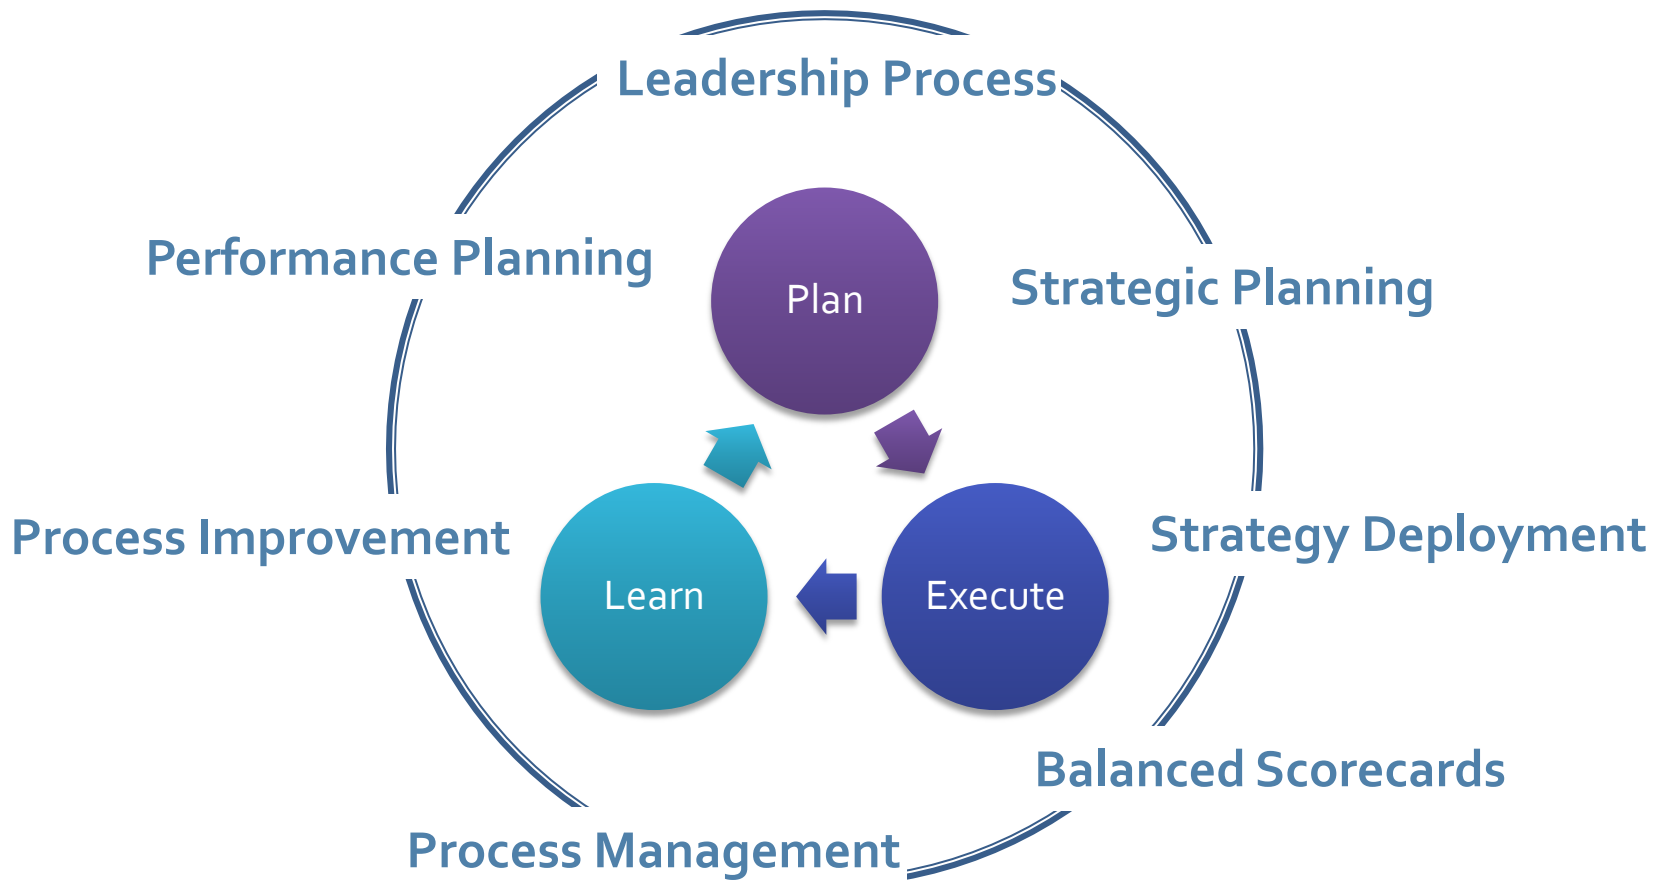 Leadership Process
Performance Planning
Strategic Planning
Plan
Process Improvement
Strategy Deployment
Learn
Execute
Balanced Scorecards
Process Management